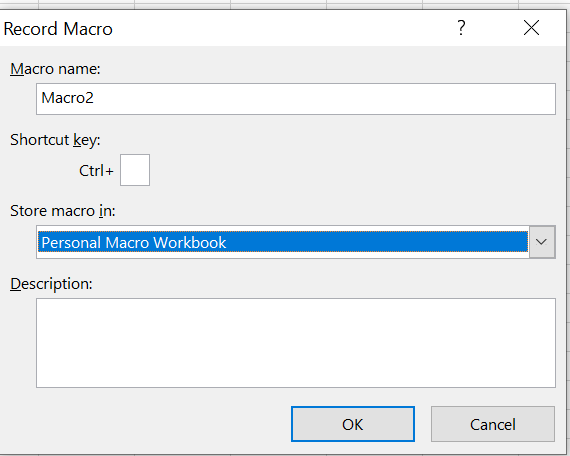 Record Macro ?
Macro name:
Macro2
Shortcut key:
Ctrl+
Store macro in:
Personal Macro Workbook
Description:
OK Cancel